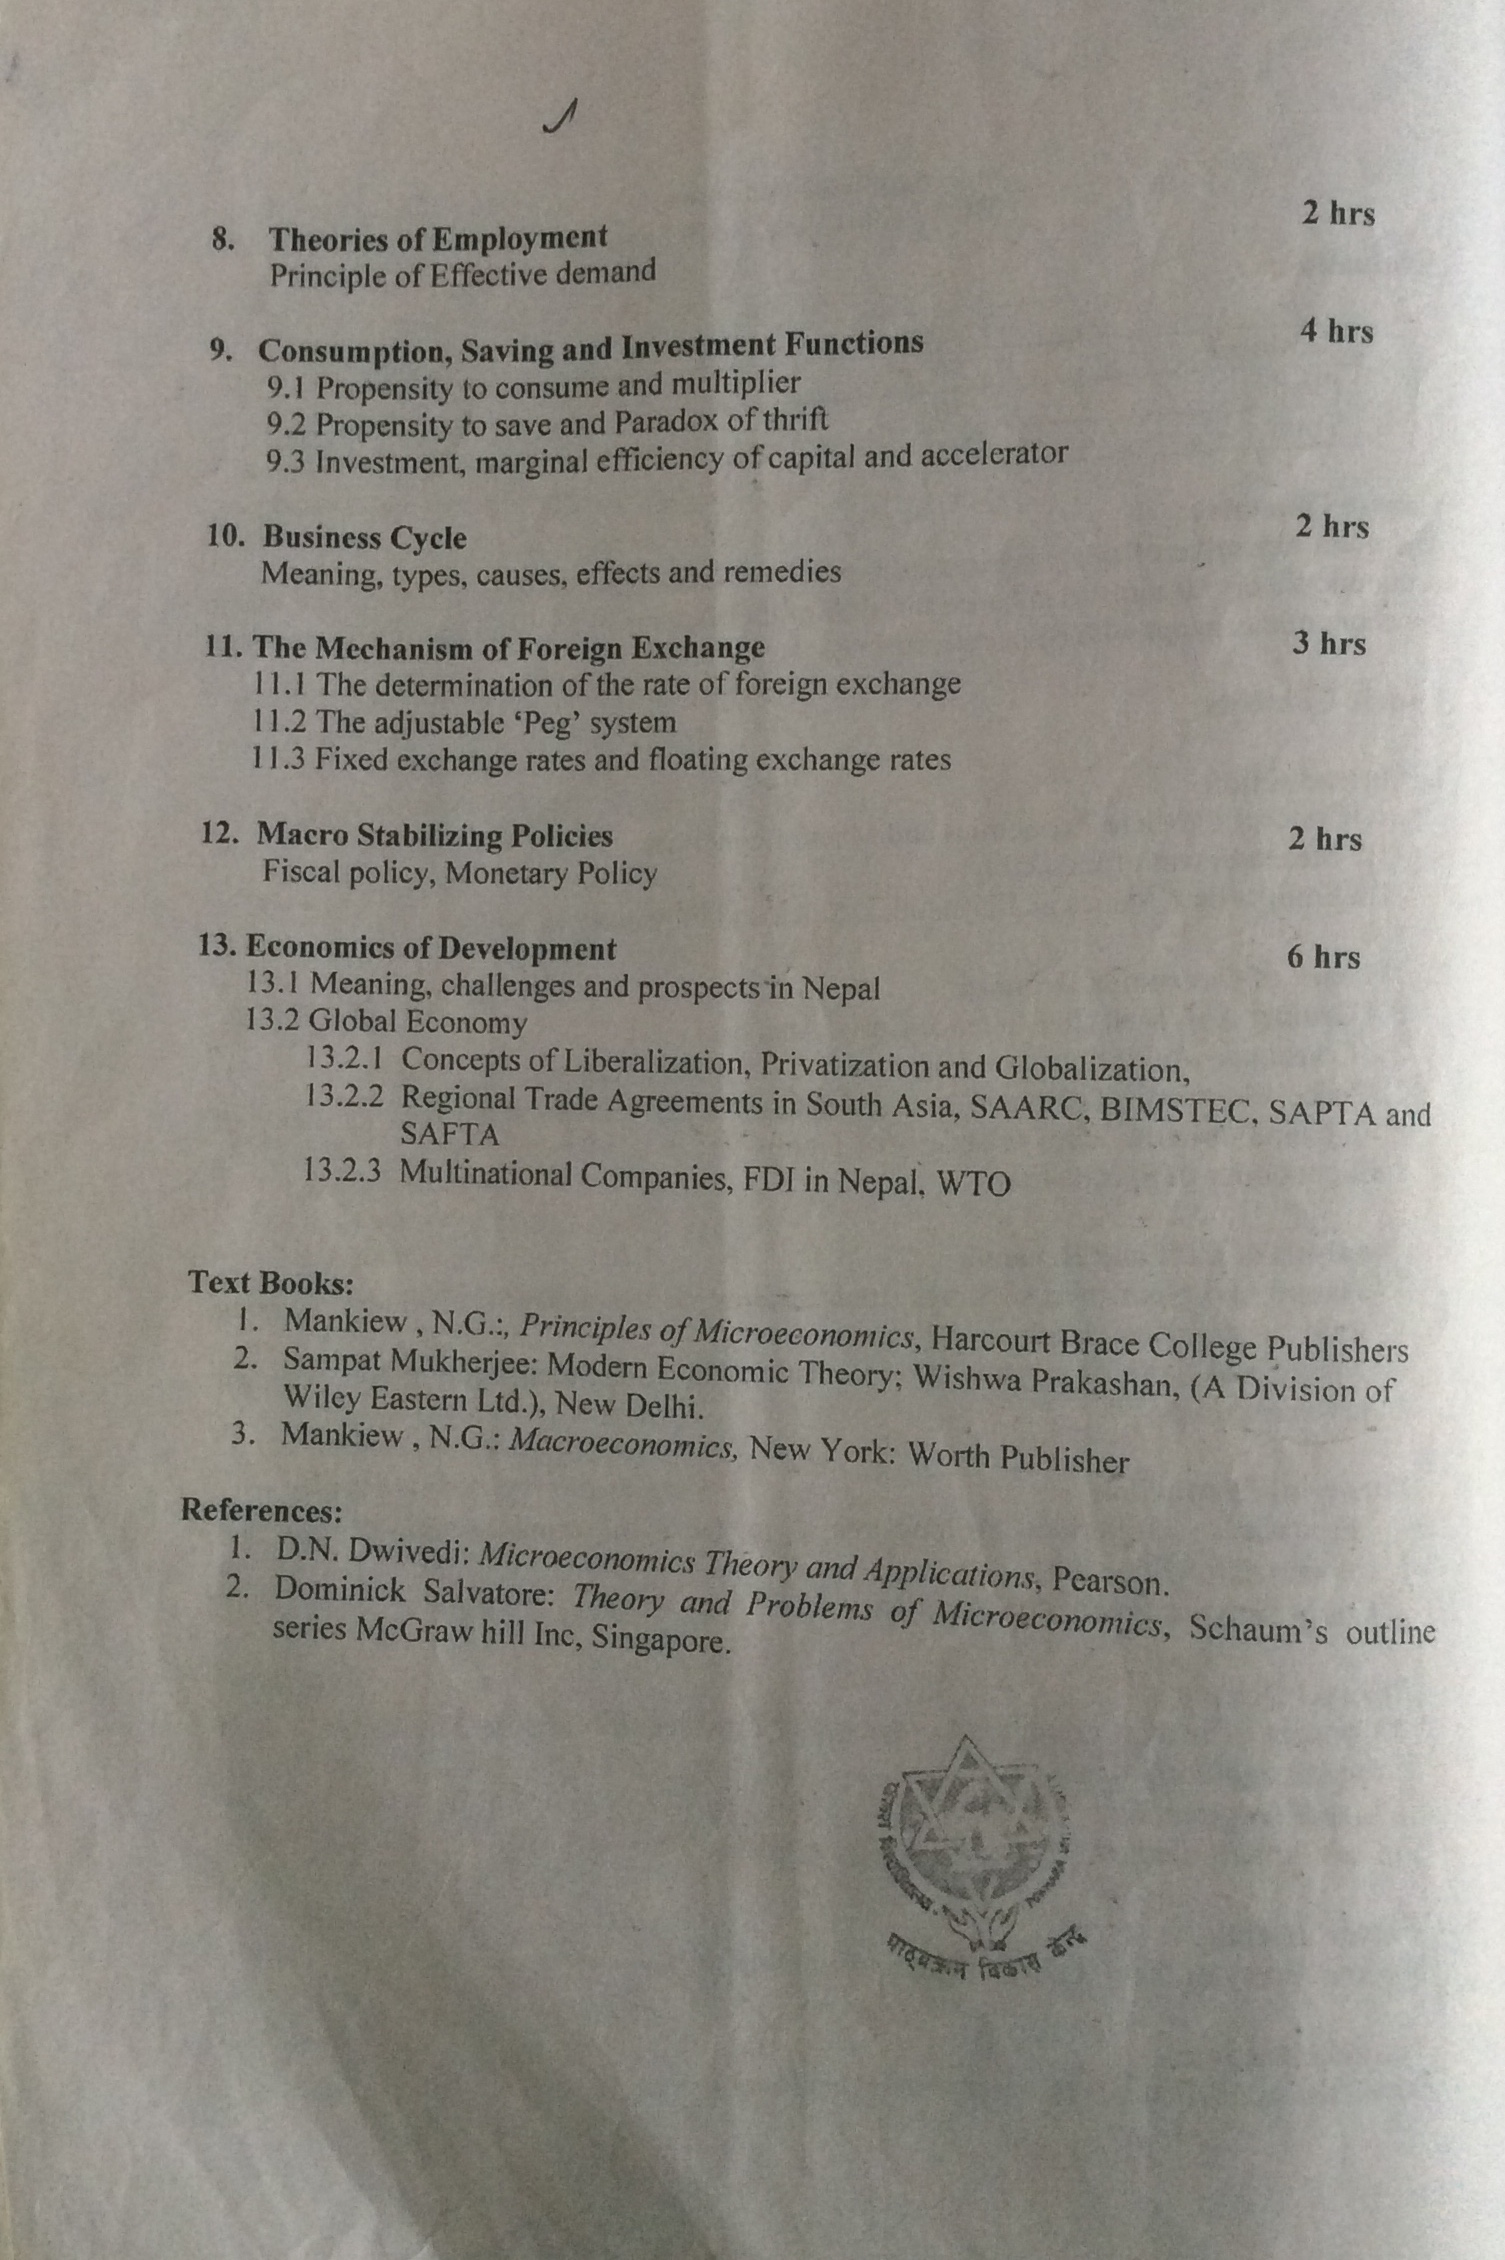 2 hrs
8. Theories of Employment
Principle of Effective demand
4 hrs
9. Consumption, Saving and Investment Functions
9.1 Propensity to consume and multiplier
9.2 Propensity to save and Paradox of thrift
9.3 Investment, marginal efficiency of capital and accelerator
10. Business Cycle 2 hrs
Meaning, types, causes, effects and remedies
11. The Mechanism of Foreign Exchange 3 hrs
11.1 The determination of the rate of foreign exchange
11.2 The adjustable ‘Peg’ system
11.3 Fixed exchange rates and floating exchange rates
12. Macro Stabilizing Policies 2 hrs
Fiscal policy, Monetary Policy
13. Economics of Development 6 hrs
13.1 Meaning, challenges and prospects in Nepal
13.2 Global Economy
13.2.1 Concepts of Liberalization, Privatization and Globalization,
13.2.2 Regional Trade Agreements in South Asia, SAARC, BIMSTEC, SAPTA and
SAFTA
13.2.3 Multinational Companies, FDI in Nepal, WTO
Text Books:
1. Mankiew , N.G.:, Principles of Microeconomics, Harcourt Brace College Publishers
2. Sampat Mukherjee: Modern Economic Theory; Wishwa Prakashan, (A Division of
Wiley Eastern Ltd.), New Delhi.
3. Mankiew , N.G.: Macroeconomics, New York: Worth Publisher
References:
1. D.N. Dwivedi: Microeconomics Theory and Applications, Pearson.
2. Dominick Salvatore: Theory and Problems of Microeconomics, Schaum's outline
series McGraw hill Inc, Singapore.
पाठ्यक्रम विकास केन्द्र